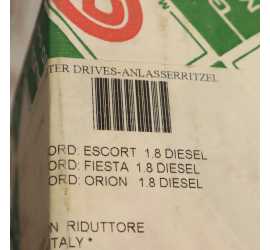 TER DRIVES-ANLASSERRITZEL
ORD: ESCORT 1.8 DIESEL
ORD: FIESTA 1.8 DIESEL
ORD: ORION 1.8 DIESEL
N RIDUTTORE
ITALY *